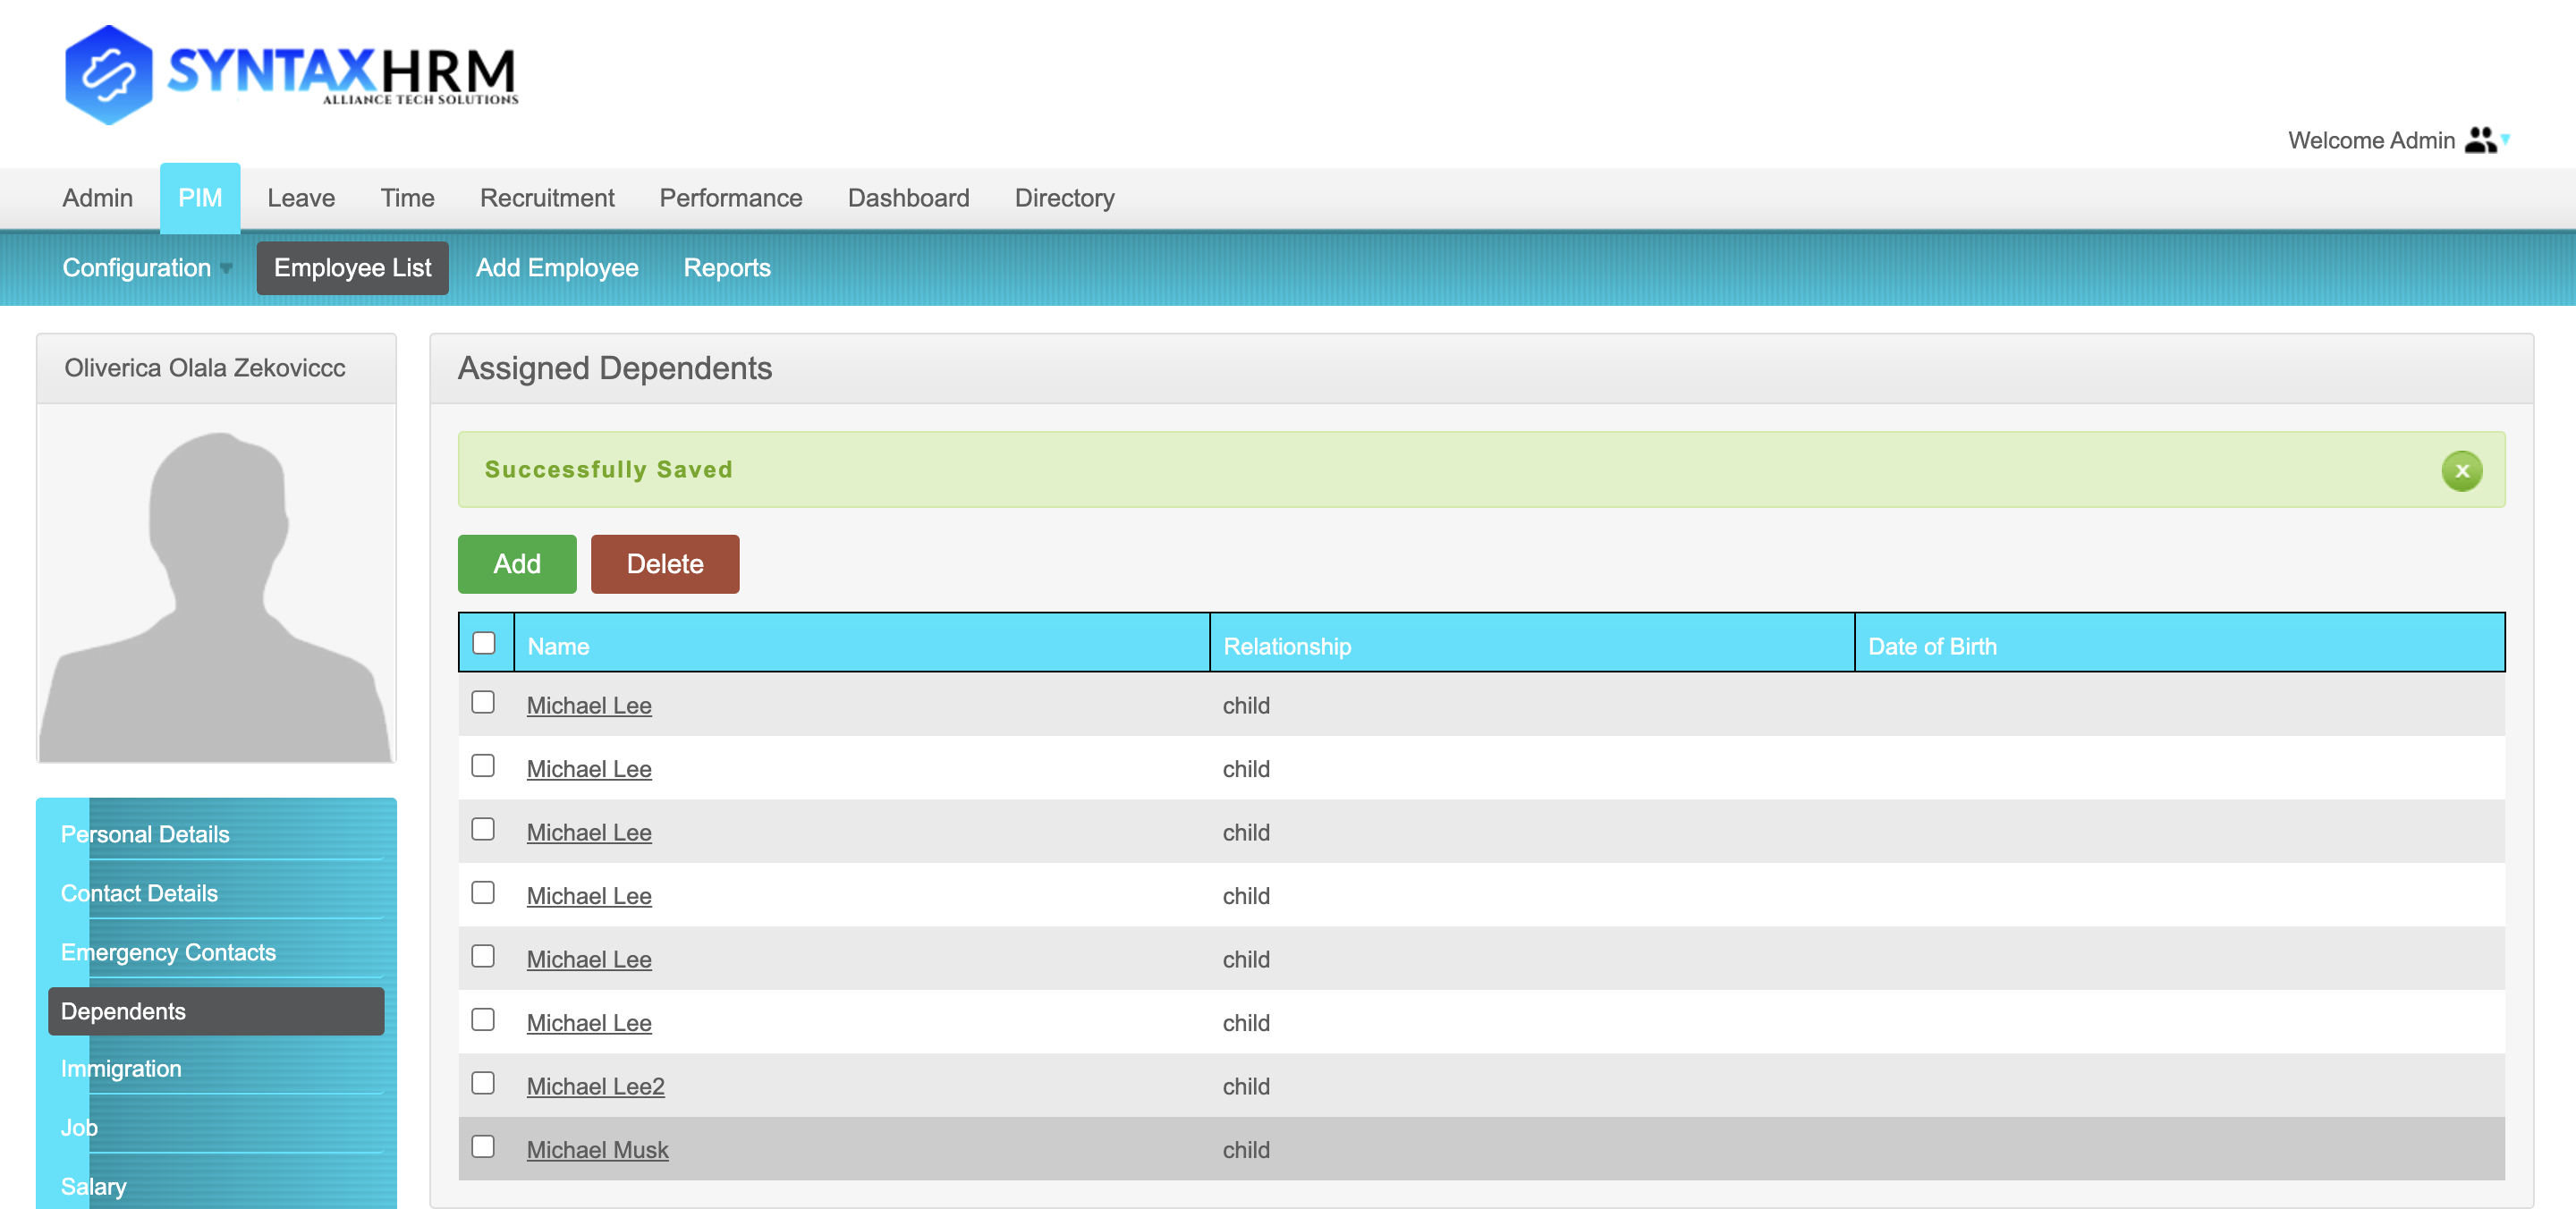 SYNTAXHRM
ALLIANCE TECH SOLUTIONS
Welcome Admin
Admin PIM Leave Time Recruitment Performance Dashboard Directory
Configuration Employee List Add Employee Reports
Oliverica Olala Zekoviccc
Personal Details
Contact Details
Emergency Contacts
Dependents
Immigration
Job
Salary
Assigned Dependents
Successfully Saved
x
Add Delete
Name Relationship Date of Birth
Michael Lee child
Michael Lee child
Michael Lee child
Michael Lee child
Michael Lee child
Michael Lee child
Michael Lee2 child
Michael Musk child